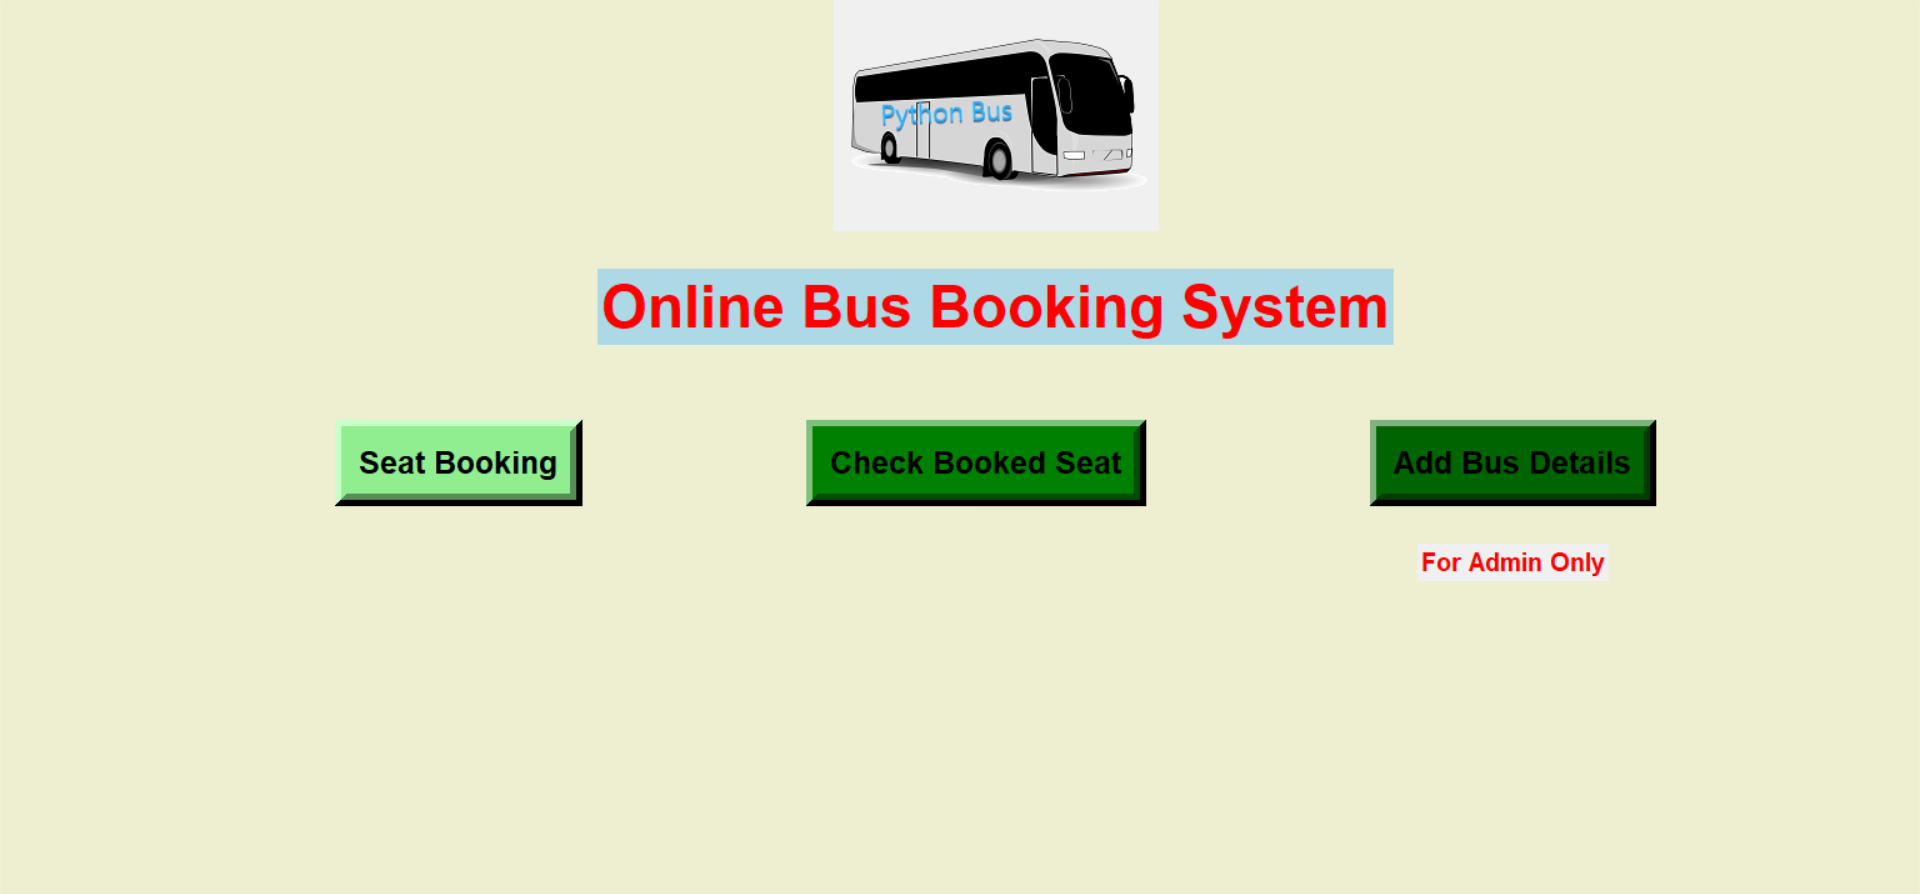 Python Bus
Online Bus Booking System
Seat Booking
Check Booked Seat
Add Bus Details
For Admin Only